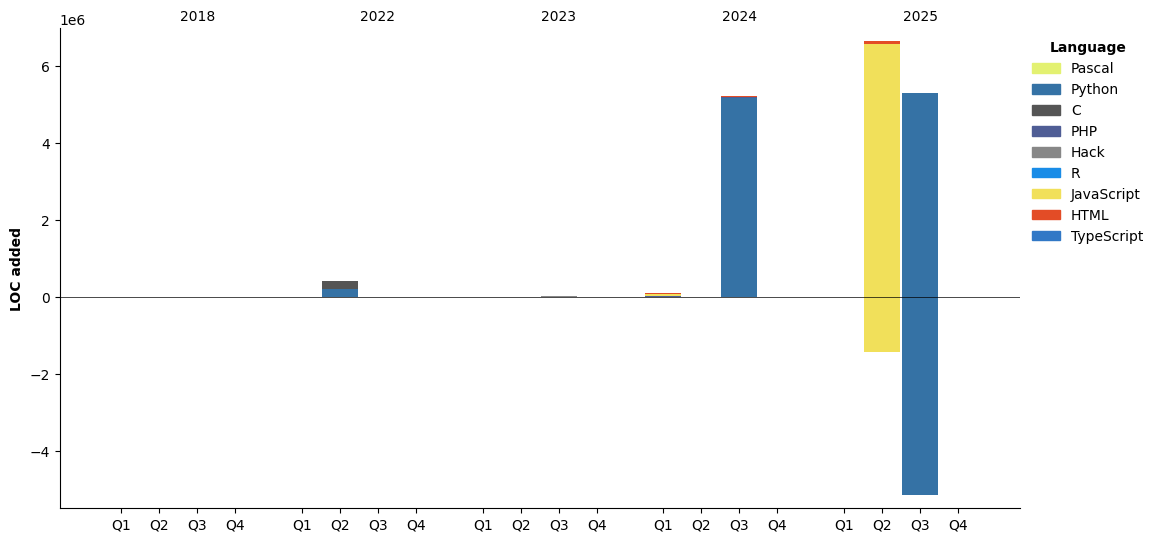 1e6
2018 2022 2023 2024 2025
Language
Pascal
Python
C
PHP
Hack
R
JavaScript
HTML
TypeScript
LOC added
6
4
2
0
−2
−4
Q1 Q2 Q3 Q4 Q1 Q2 Q3 Q4 Q1 Q2 Q3 Q4 Q1 Q2 Q3 Q4 Q1 Q2 Q3 Q4